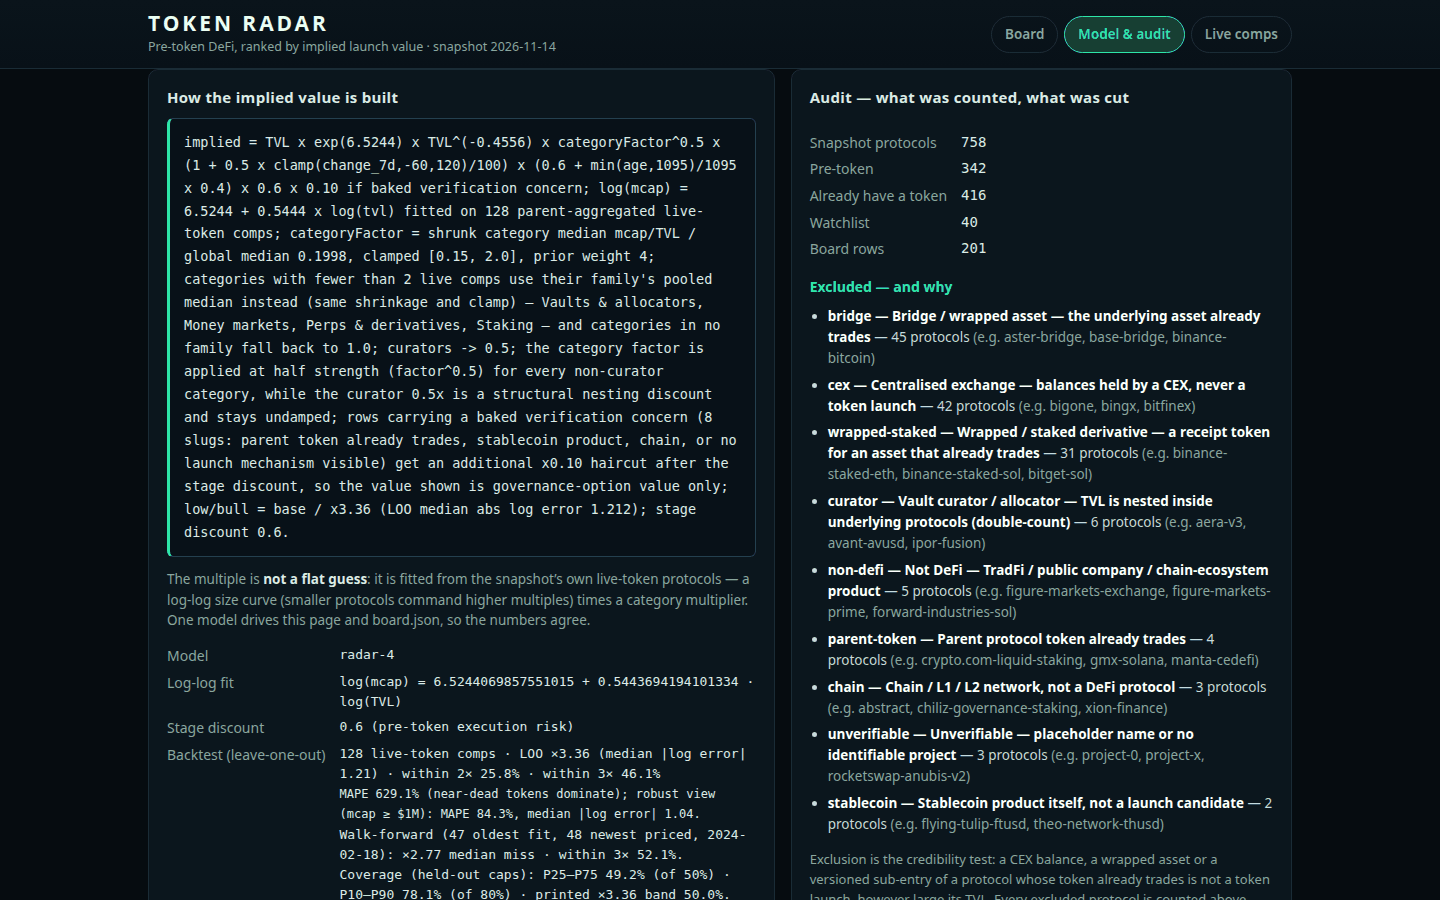 TOKEN RADAR
Pre-token DeFi, ranked by implied launch value · snapshot 2026-11-14
Board
Model & audit
Live comps
How the implied value is built
implied = TVL x exp(6.5244) x TVL^(-0.4556) x categoryFactor^0.5 x
(1 + 0.5 x clamp(change_7d,-60,120)/100) x (0.6 + min(age,1095)/1095
x 0.4) x 0.6 x 0.10 if baked verification concern; log(mcap) =
6.5244 + 0.5444 x log(tvl) fitted on 128 parent-aggregated live-
token comps; categoryFactor = shrunk category median mcap/TVL /
global median 0.1998, clamped [0.15, 2.0], prior weight 4;
categories with fewer than 2 live comps use their family's pooled
median instead (same shrinkage and clamp) — Vaults & allocators,
Money markets, Perps & derivatives, Staking — and categories in no
family fall back to 1.0; curators -> 0.5; the category factor is
applied at half strength (factor^0.5) for every non-curator
category, while the curator 0.5x is a structural nesting discount
and stays undamped; rows carrying a baked verification concern (8
slugs: parent token already trades, stablecoin product, chain, or no
launch mechanism visible) get an additional x0.10 haircut after the
stage discount, so the value shown is governance-option value only;
low/bull = base / x3.36 (LOO median abs log error 1.212); stage
discount 0.6.
The multiple is not a flat guess: it is fitted from the snapshot's own live-token protocols — a
log-log size curve (smaller protocols command higher multiples) times a category multiplier.
One model drives this page and board.json, so the numbers agree.
Model radar-4
Log-log fit log(mcap) = 6.5244069857551015 + 0.5443694194101334 ·
log(TVL)
Stage discount 0.6 (pre-token execution risk)
Backtest (leave-one-out) 128 live-token comps · LOO ×3.36 (median |log error|
1.21) · within 2× 25.8% · within 3× 46.1%
MAPE 629.1% (near-dead tokens dominate); robust view
(mcap ≥ $1M): MAPE 84.3%, median |log error| 1.04.
Walk-forward (47 oldest fit, 48 newest priced, 2024-
02-18): ×2.77 median miss · within 3× 52.1%.
Coverage (held-out caps): P25–P75 49.2% (of 50%) ·
P10–P90 78.1% (of 80%) · printed ×3.36 band 50.0%.
Audit — what was counted, what was cut
Snapshot protocols 758
Pre-token 342
Already have a token 416
Watchlist 40
Board rows 201
Excluded — and why
bridge — Bridge / wrapped asset — the underlying asset already
trades — 45 protocols (e.g. aster-bridge, base-bridge, binance-
bitcoin)
cex — Centralised exchange — balances held by a CEX, never a
token launch — 42 protocols (e.g. bigone, bingx, bitfinex)
wrapped-staked — Wrapped / staked derivative — a receipt token
for an asset that already trades — 31 protocols (e.g. binance-
staked-eth, binance-staked-sol, bitget-sol)
curator — Vault curator / allocator — TVL is nested inside
underlying protocols (double-count) — 6 protocols (e.g. aera-v3,
avant-avusd, ipor-fusion)
non-defi — Not DeFi — TradFi / public company / chain-ecosystem
product — 5 protocols (e.g. figure-markets-exchange, figure-markets-
prime, forward-industries-sol)
parent-token — Parent protocol token already trades — 4
protocols (e.g. crypto.com-liquid-staking, gmx-solana, manta-cedefi)
chain — Chain / L1 / L2 network, not a DeFi protocol — 3 protocols
(e.g. abstract, chiliz-governance-staking, xion-finance)
unverifiable — Unverifiable — placeholder name or no
identifiable project — 3 protocols (e.g. project-0, project-x,
rocketswap-anubis-v2)
stablecoin — Stablecoin product itself, not a launch candidate — 2
protocols (e.g. flying-tulip-ftusd, theo-network-thusd)
Exclusion is the credibility test: a CEX balance, a wrapped asset or a
versioned sub-entry of a protocol whose token already trades is not a token
launch, however large its TVL. Every excluded protocol is counted above